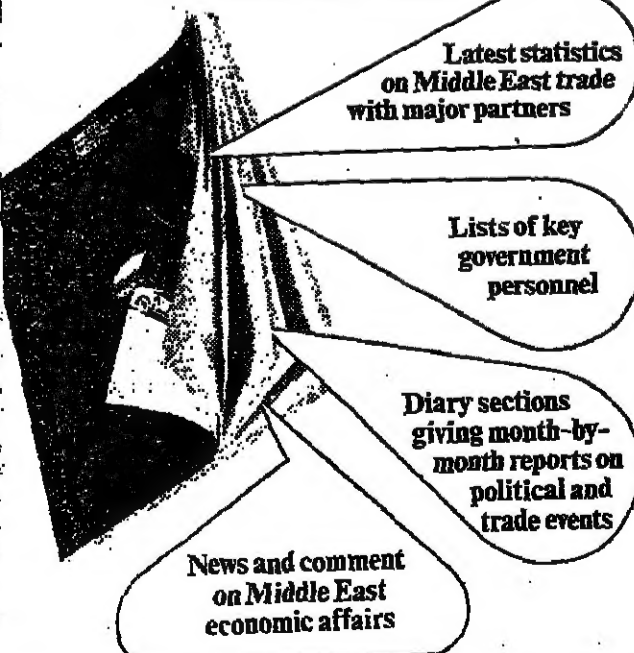 Latest statistics
on Middle East trade
with major partners
Lists of key
government
personnel
Diary sections
giving month-by-
month reports on
political and
trade events
News and comment
on Middle East
economic affairs